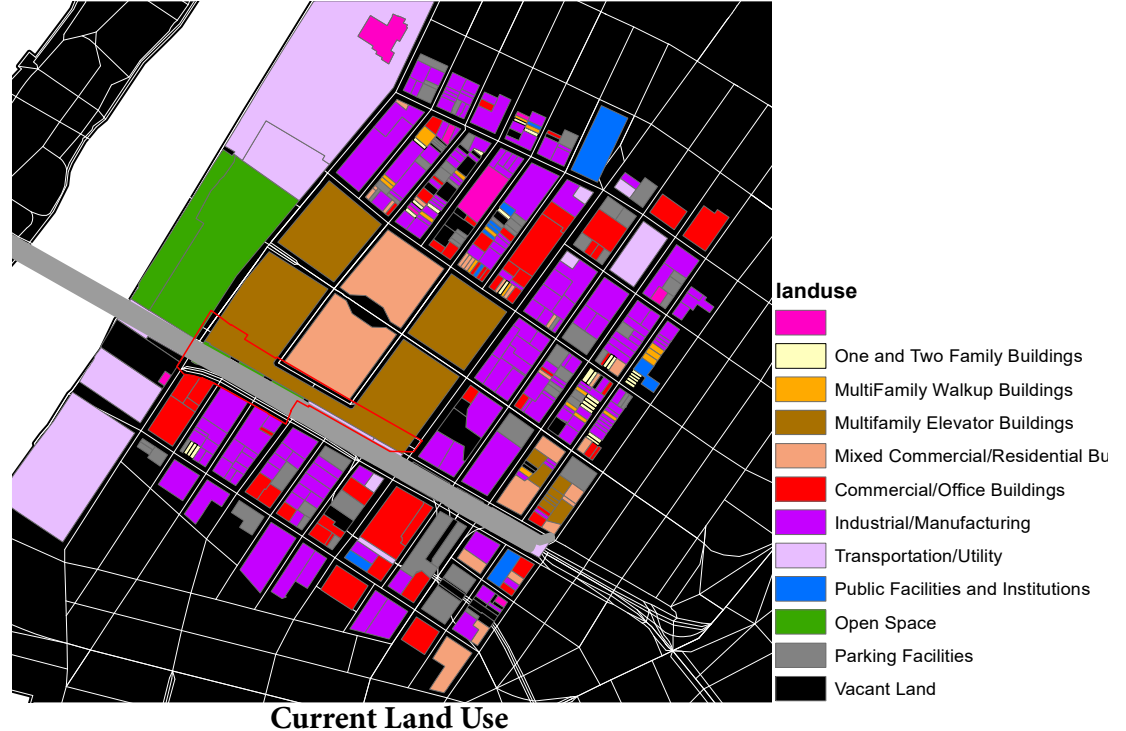 landuse
One and Two Family Buildings
MultiFamily Walkup Buildings
Multifamily Elevator Buildings
Mixed Commercial/Residential Bu
Commercial/Office Buildings
Industrial/Manufacturing
Transportation/Utility
Public Facilities and Institutions
Open Space
Parking Facilities
Vacant Land
Current Land Use